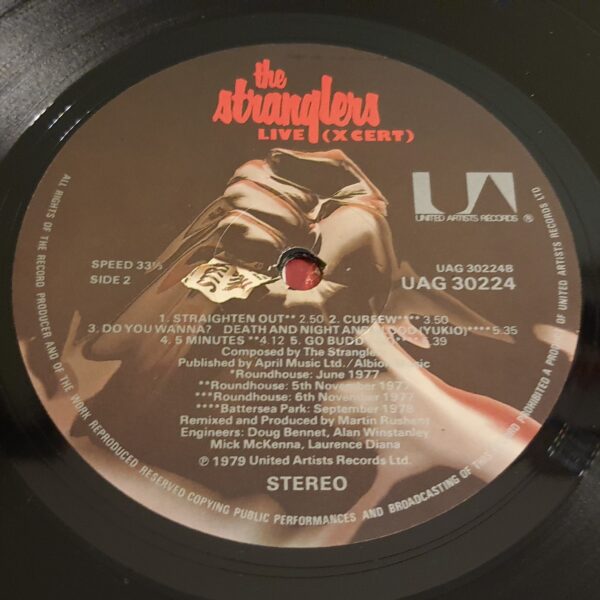 the
stranglers
LIVE (X CERT)
UNITED ARTISTS RECORDS ®
SPEED 33⅓
SIDE 2
UAG 30224B
UAG 30224
1. STRAIGHTEN OUT** 2.50 2. CURFEW**** 3.50
3. DO YOU WANNA? DEATH AND NIGHT AND BLOOD (YUKIO)**** 5.35
4. 5 MINUTES **4.12 5. GO BUDD .39
Composed by The Stranglers
Published by April Music Ltd./Albion Music
*Roundhouse: June 1977
**Roundhouse: 5th November 1977
***Roundhouse: 6th November 1977
****Battersea Park: September 1978
Remixed and Produced by Martin Rushent
Engineers: Doug Bennet, Alan Winstanley
Mick McKenna, Laurence Diana
℗ 1979 United Artists Records Ltd.
STEREO
ALL RIGHTS OF THE RECORD PRODUCER AND OF THE WORK REPRODUCED RESERVED COPYING PUBLIC PERFORMANCES AND BROADCASTING OF THIS PROHIBITED A PRODUCT OF UNITED ARTISTS RECORDS LTD